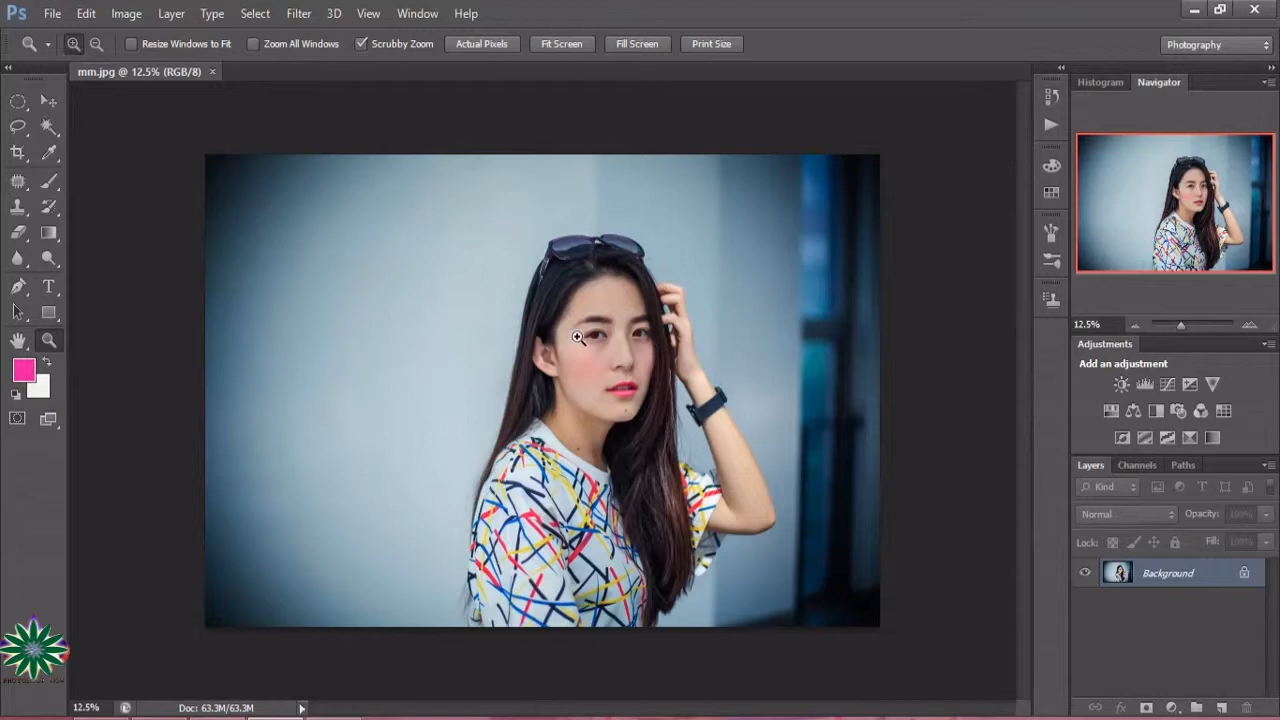 Ps File Edit Image Layer Type Select Filter 3D View Window Help
Resize Windows to Fit Zoom All Windows Scrubby Zoom Actual Pixels Fit Screen Fill Screen Print Size Photography
mm.jpg @ 12.5% (RGB/8) ×
Histogram Navigator
12.5%
Adjustments
Add an adjustment
Layers Channels Paths
Kind
Normal Opacity: 100%
Lock: Fill: 100%
Background
12.5% Doc: 63.3M/63.3M